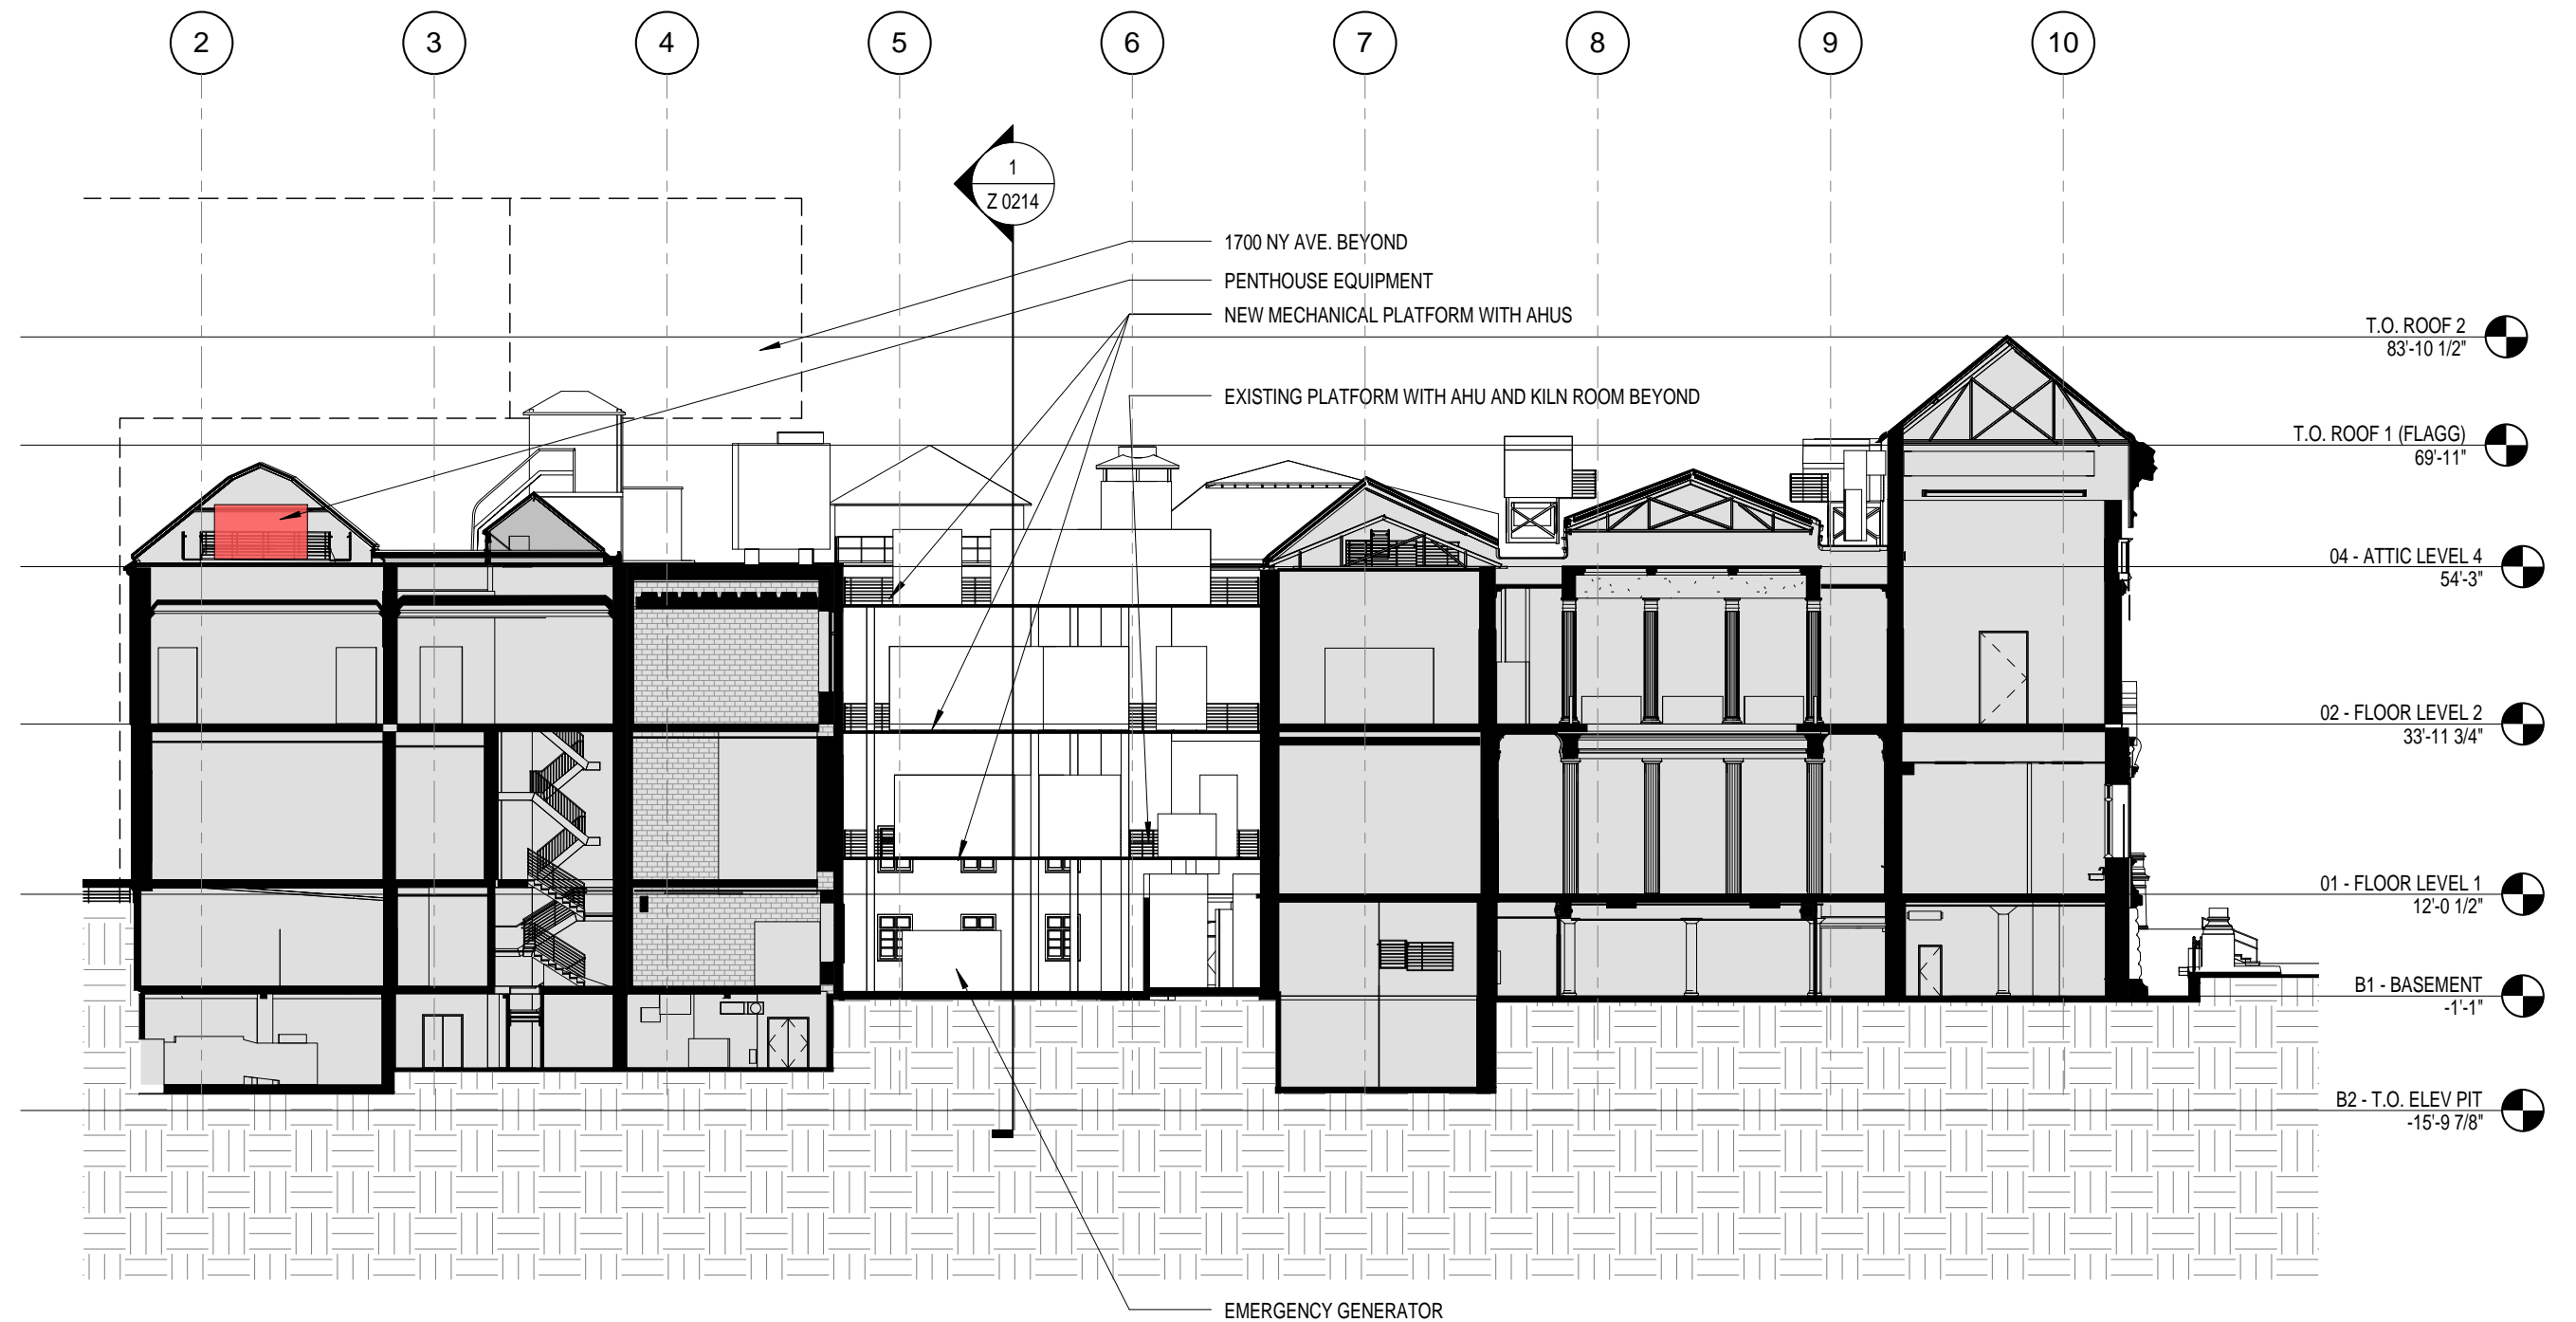 2
3
4
5
6
7
8
9
10
1
Z 0214
1700 NY AVE. BEYOND
PENTHOUSE EQUIPMENT
NEW MECHANICAL PLATFORM WITH AHUS
EXISTING PLATFORM WITH AHU AND KILN ROOM BEYOND
T.O. ROOF 2
83'-10 1/2"
T.O. ROOF 1 (FLAGG)
69'-11"
04 - ATTIC LEVEL 4
54'-3"
02 - FLOOR LEVEL 2
33'-11 3/4"
01 - FLOOR LEVEL 1
12'-0 1/2"
B1 - BASEMENT
-1'-1"
B2 - T.O. ELEV PIT
-15'-9 7/8"
EMERGENCY GENERATOR